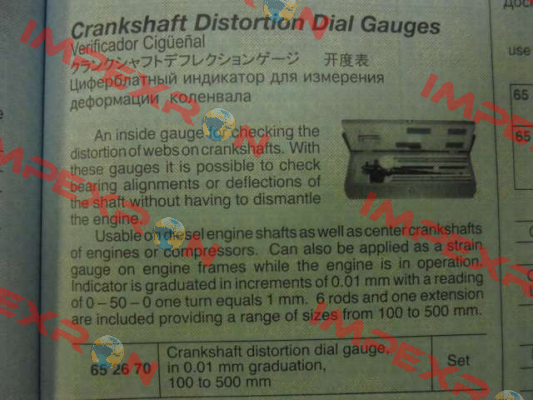 Crankshaft Distortion Dial Gauges
Verificador Cigüeñal
クランクシャフトデフレクションゲージ 开度表
Циферблатный индикатор для измерения
деформации коленвала
An inside gauge for checking the
distortion of webs on crankshafts. With
these gauges it is possible to check
bearing alignments or deflections of
the shaft without having to dismantle
the engine.
Usable on diesel engine shafts as well as center crankshafts
of engines or compressors. Can also be applied as a strain
gauge on engine frames while the engine is in operation.
Indicator is graduated in increments of 0.01 mm with a reading
of 0 – 50 – 0 one turn equals 1 mm. 6 rods and one extension
are included providing a range of sizes from 100 to 500 mm.
65 26 70
Crankshaft distortion dial gauge,
in 0.01 mm graduation,
100 to 500 mm
Set
use
65
65
IMPEXRON
IMPEXRON
IMPEXRON
IMPEXRON
IMPEXRON